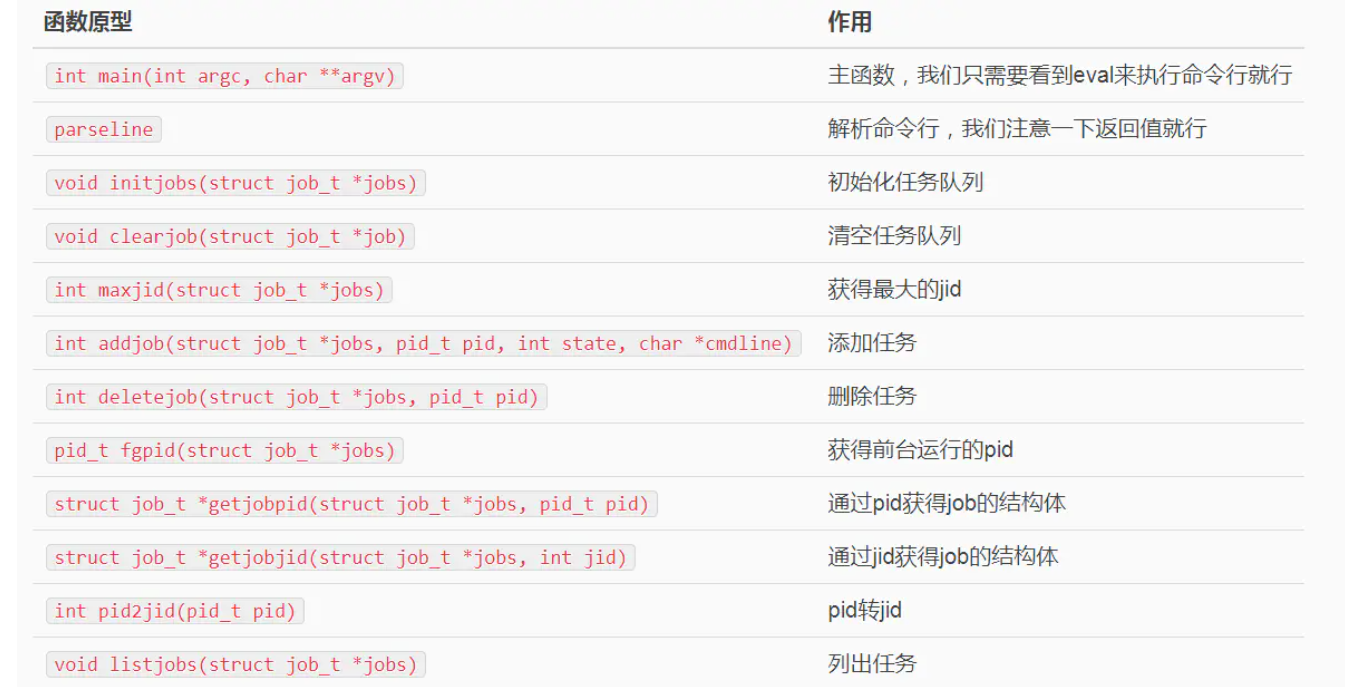 函数原型 作用
int main(int argc, char **argv) 主函数，我们只需要看到eval来执行命令行就行
parseline 解析命令行，我们注意一下返回值就行
void initjobs(struct job_t *jobs) 初始化任务队列
void clearjob(struct job_t *job) 清空任务队列
int maxjid(struct job_t *jobs) 获得最大的jid
int addjob(struct job_t *jobs, pid_t pid, int state, char *cmdline) 添加任务
int deletejob(struct job_t *jobs, pid_t pid) 删除任务
pid_t fgpid(struct job_t *jobs) 获得前台运行的pid
struct job_t *getjobpid(struct job_t *jobs, pid_t pid) 通过pid获得job的结构体
struct job_t *getjobjid(struct job_t *jobs, int jid) 通过jid获得job的结构体
int pid2jid(pid_t pid) pid转jid
void listjobs(struct job_t *jobs) 列出任务